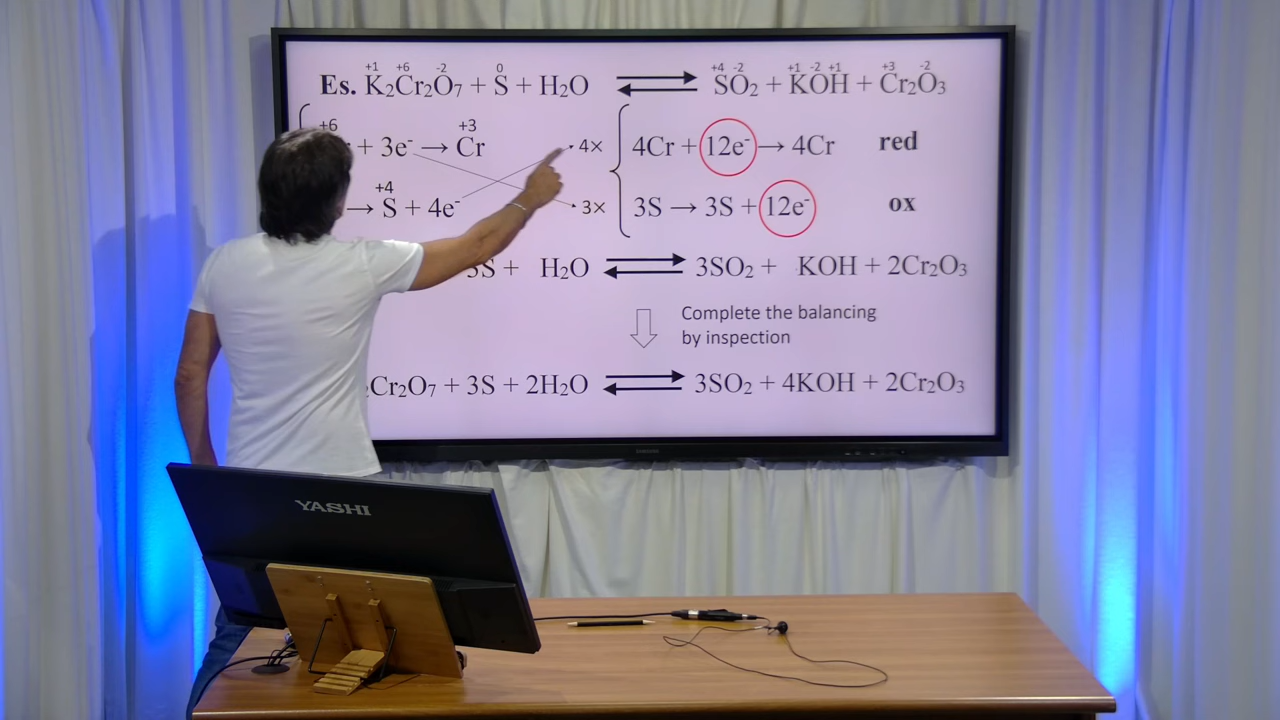 +1 +6 -2 0 +4 -2 +1 -2 +1 +3 -2
Es. K₂Cr₂O₇ + S + H₂O ⇄ SO₂ + KOH + Cr₂O₃
+6 +3
+ 3e⁻ → Cr 4× 4Cr + 12e⁻ → 4Cr red
+4
→ S + 4e⁻ 3× 3S → 3S + 12e⁻ ox
3S + H₂O ⇄ 3SO₂ + KOH + 2Cr₂O₃
Complete the balancing
by inspection
₂Cr₂O₇ + 3S + 2H₂O ⇄ 3SO₂ + 4KOH + 2Cr₂O₃
SAMSUNG
YASHI